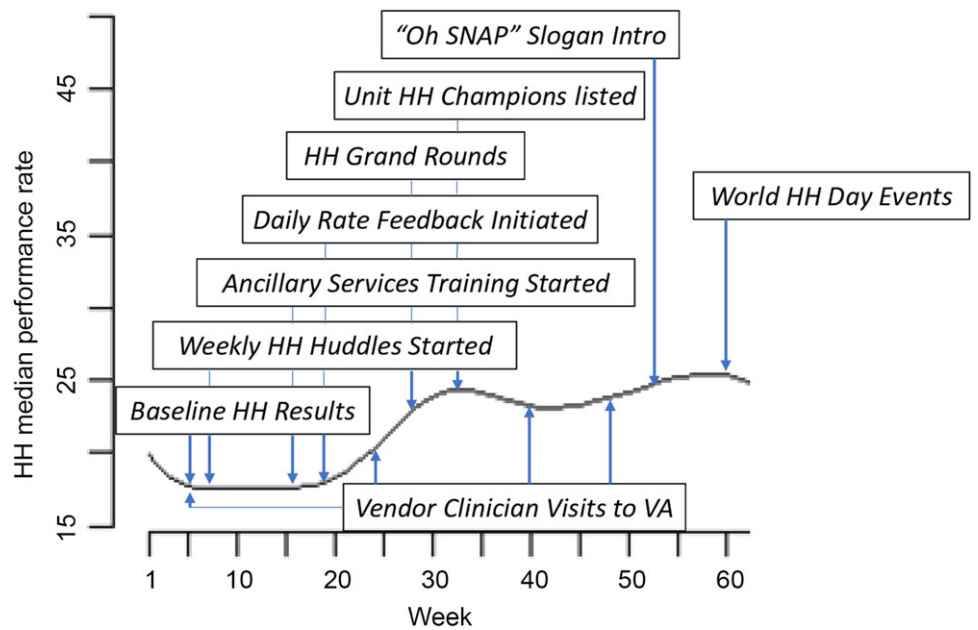 “Oh SNAP” Slogan Intro
Unit HH Champions listed
HH Grand Rounds
World HH Day Events
Daily Rate Feedback Initiated
Ancillary Services Training Started
Weekly HH Huddles Started
Baseline HH Results
Vendor Clinician Visits to VA
HH median performance rate
45
35
25
15
1 10 20 30 40 50 60
Week